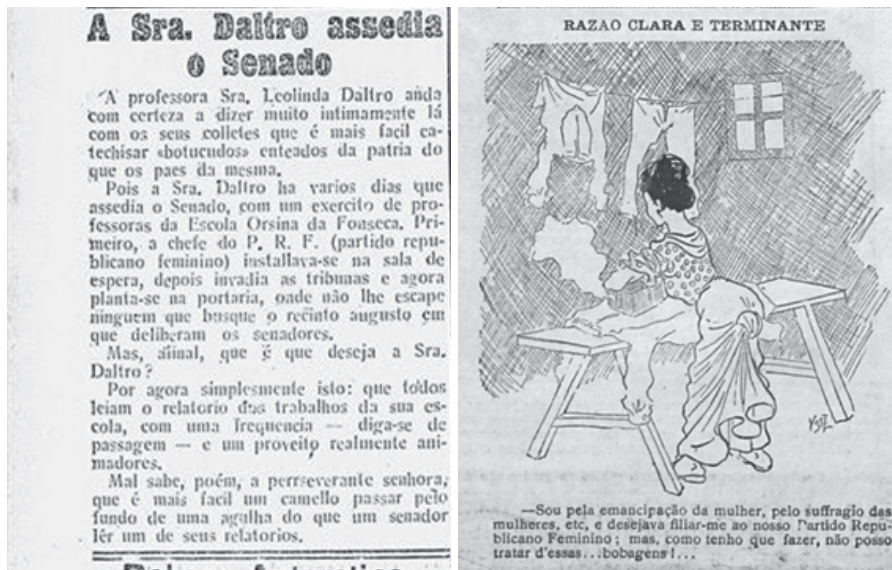 A Sra. Daltro assedia
o Senado
A professora Sra. Leolinda Daltro anda
com certeza a dizer muito intimamente lá
com os seus colletes que é mais facil ca-
techisar «botucudos» enteados da patria do
que os paes da mesma.
Pois a Sra. Daltro ha varios dias que
assedia o Senado, com um exercito de pro-
fessoras da Escola Orsina da Fonseca. Pri-
meiro, a chefe do P. R. F. (partido repu-
blicano feminino) installava-se na sala de
espera, depois invadia as tribunas e agora
planta-se na portaria, onde não lhe escape
ninguem que busque o recinto augusto em
que deliberam os senadores.
Mas, afinal, que é que deseja a Sra.
Daltro?
Por agora simplesmente isto: que todos
leiam o relatorio dos trabalhos da sua es-
cola, com uma frequencia — diga-se de
passagem — e um proveito realmente ani-
madores.
Mal sabe, poém, a perrseverante senhora,
que é mais facil um camello passar pelo
fundo de uma agulha do que um senador
lêr um de seus relatorios.
RAZAO CLARA E TERMINANTE
—Sou pela emancipação da mulher, pelo suffragio das
mulheres, etc, e desejava filiar-me ao nosso Partido Repu-
blicano Feminino; mas, como tenho que fazer, não posso
tratar d'essas...bobagens!...